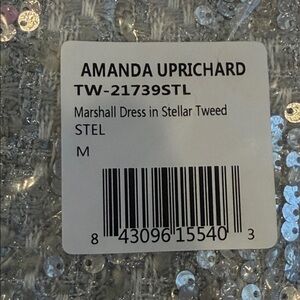 AMANDA UPRICHARD
TW-21739STL
Marshall Dress in Stellar Tweed
STEL
M
8 43096 15540 3